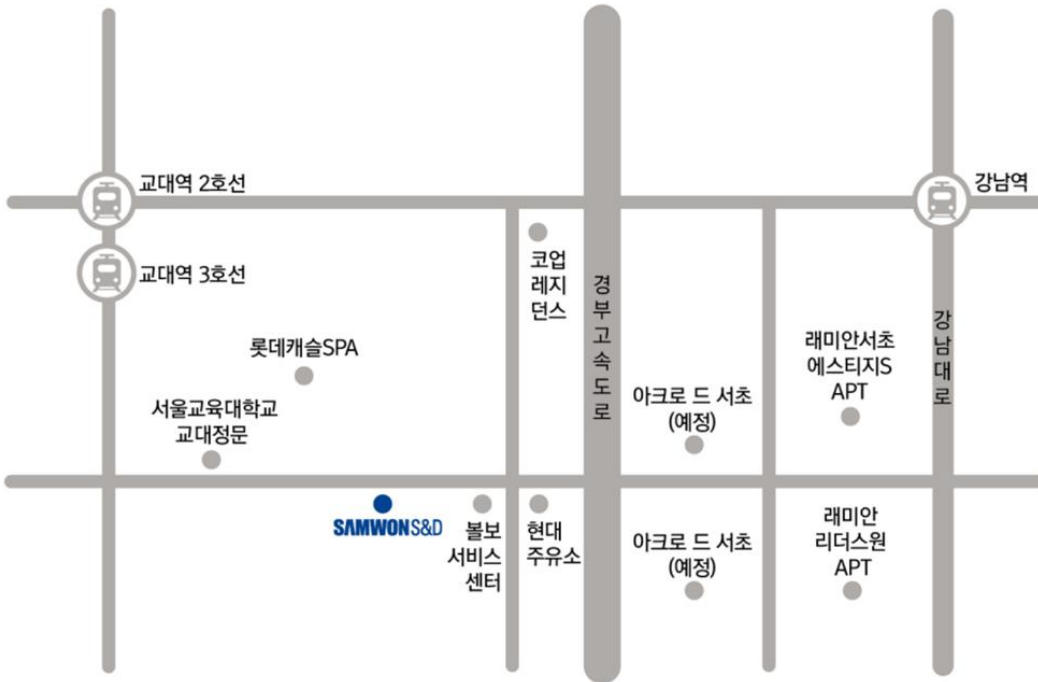 교대역 2호선
강남역
교대역 3호선
코업
레지
던스
경부고속도로
강남대로
롯데캐슬SPA
래미안서초
에스티지S
APT
서울교육대학교
교대정문
아크로 드 서초
(예정)
SAMWON S&D
볼보
서비스
센터
현대
주유소
아크로 드 서초
(예정)
래미안
리더스원
APT